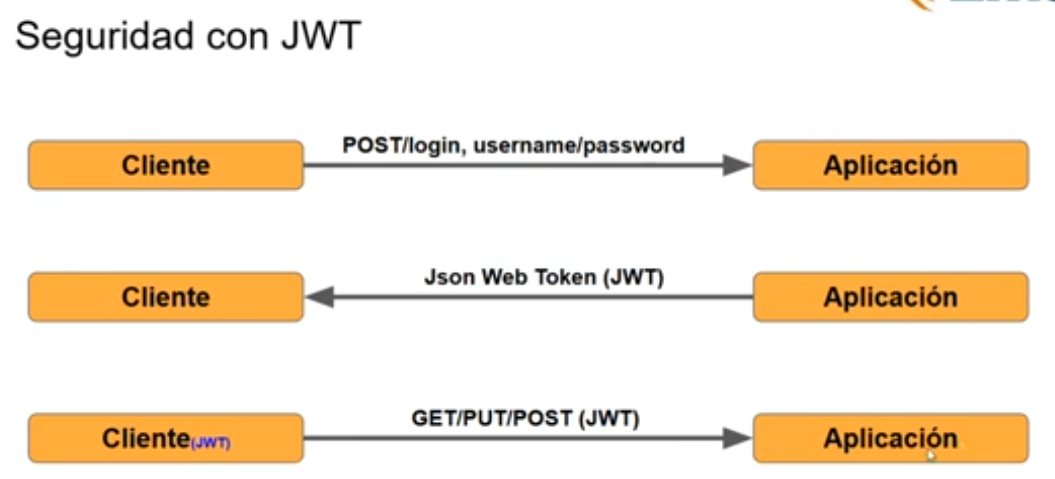 Seguridad con JWT
POST/login, username/password
Cliente
Aplicación
Json Web Token (JWT)
Cliente
Aplicación
GET/PUT/POST (JWT)
Cliente(JWT)
Aplicación